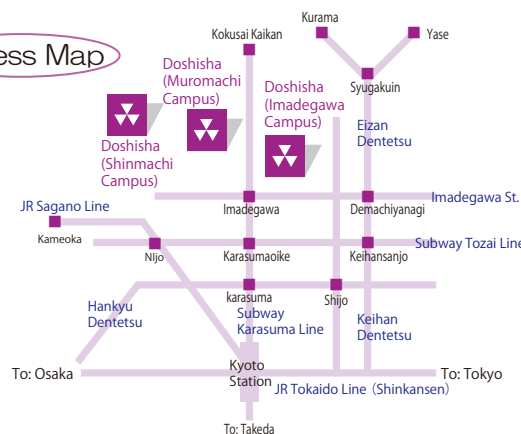 ess Map
Kurama
Kokusai Kaikan
Yase
Doshisha
(Muromachi
Campus)
Doshisha
(Imadegawa
Campus)
Syugakuin
Doshisha
(Shinmachi
Campus)
Eizan
Dentetsu
Imadegawa St.
JR Sagano Line
Imadegawa
Demachiyanagi
Kameoka
NIjo
Karasumaoike
Keihansanjo
Subway Tozai Line
karasuma
Shijo
Hankyu
Dentetsu
Subway
Karasuma Line
Keihan
Dentetsu
To: Osaka
Kyoto
Station
To: Tokyo
JR Tokaido Line (Shinkansen)
To: Takeda